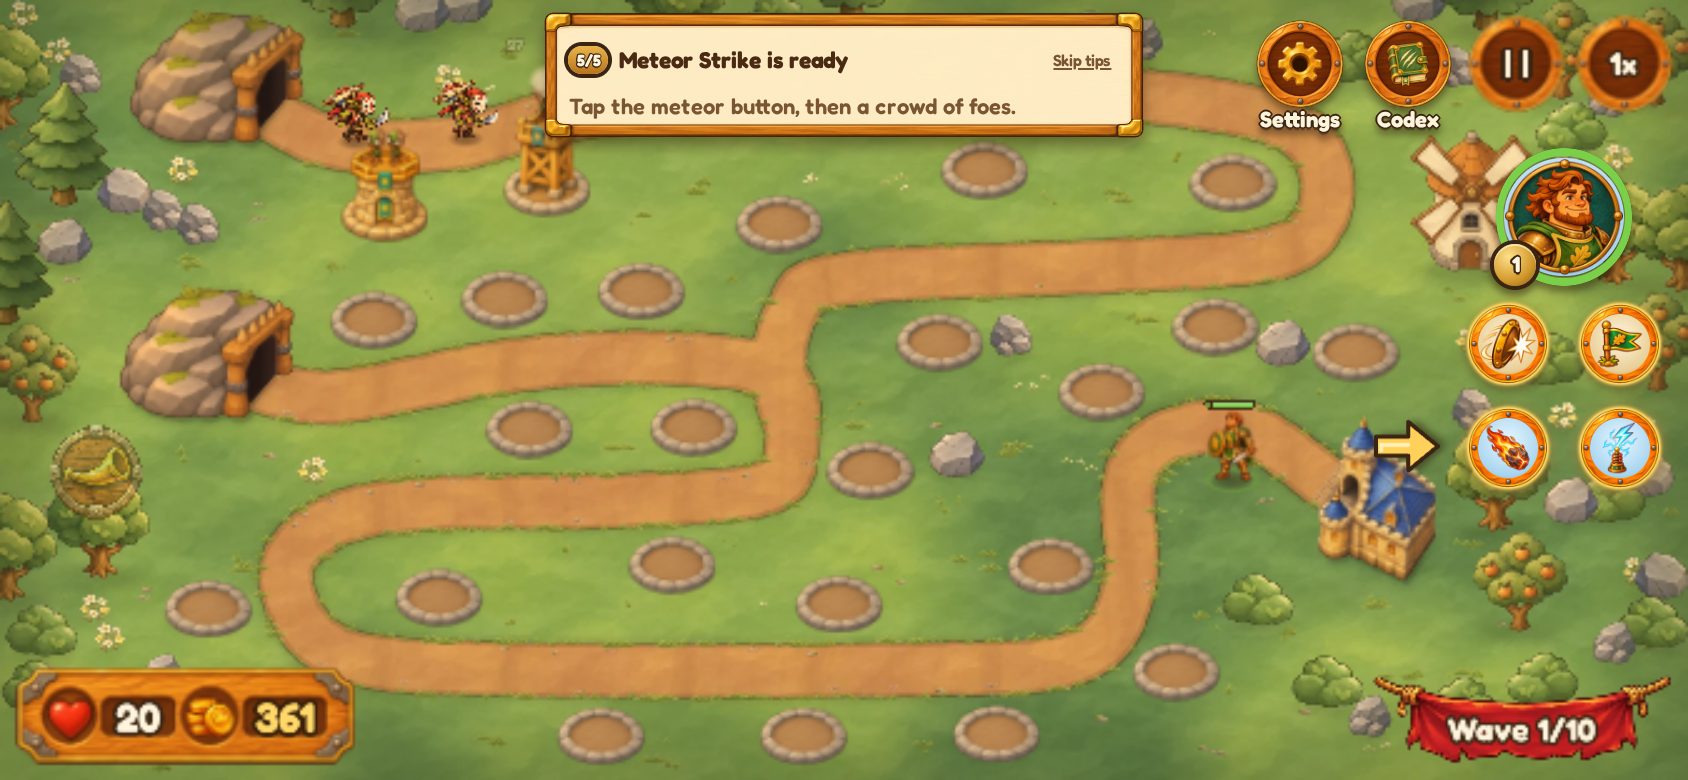 5/5 Meteor Strike is ready
Skip tips
Tap the meteor button, then a crowd of foes.
1x
Settings
Codex
27
1
20
361
Wave 1/10